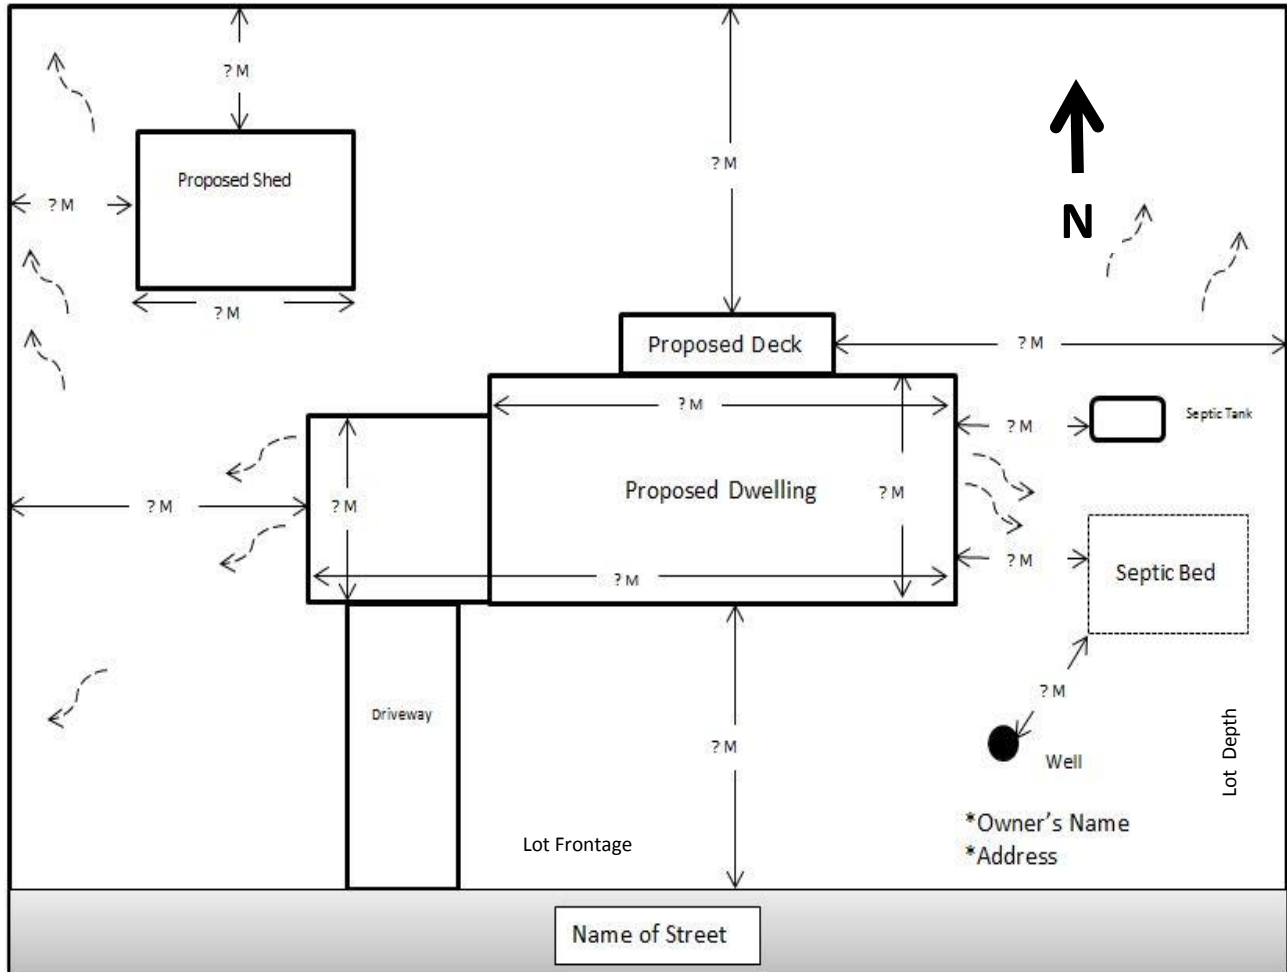 ? M
Proposed Shed
? M
? M
? M
N
Proposed Deck
? M
? M
? M
Septic Tank
Proposed Dwelling
? M
? M
? M
? M
? M
Septic Bed
? M
Driveway
? M
Well
Lot Depth
*Owner's Name
*Address
Lot Frontage
Name of Street